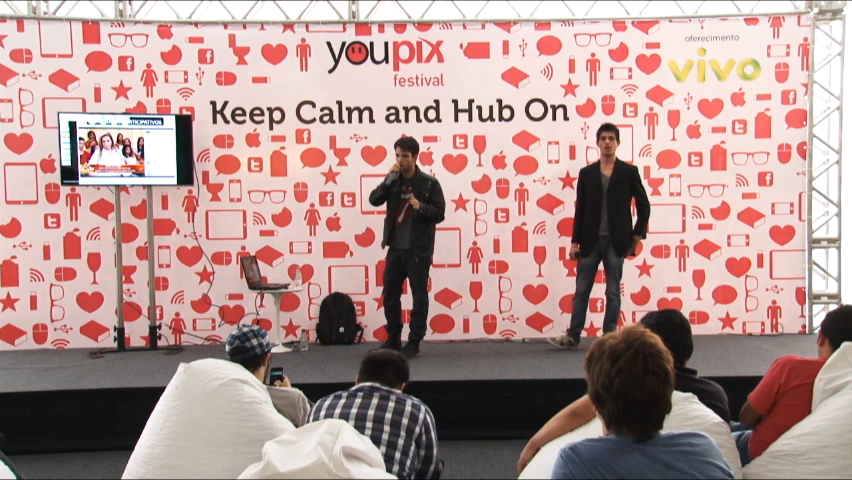 youpix
festival
oferecimento
vivo
Keep Calm and Hub On